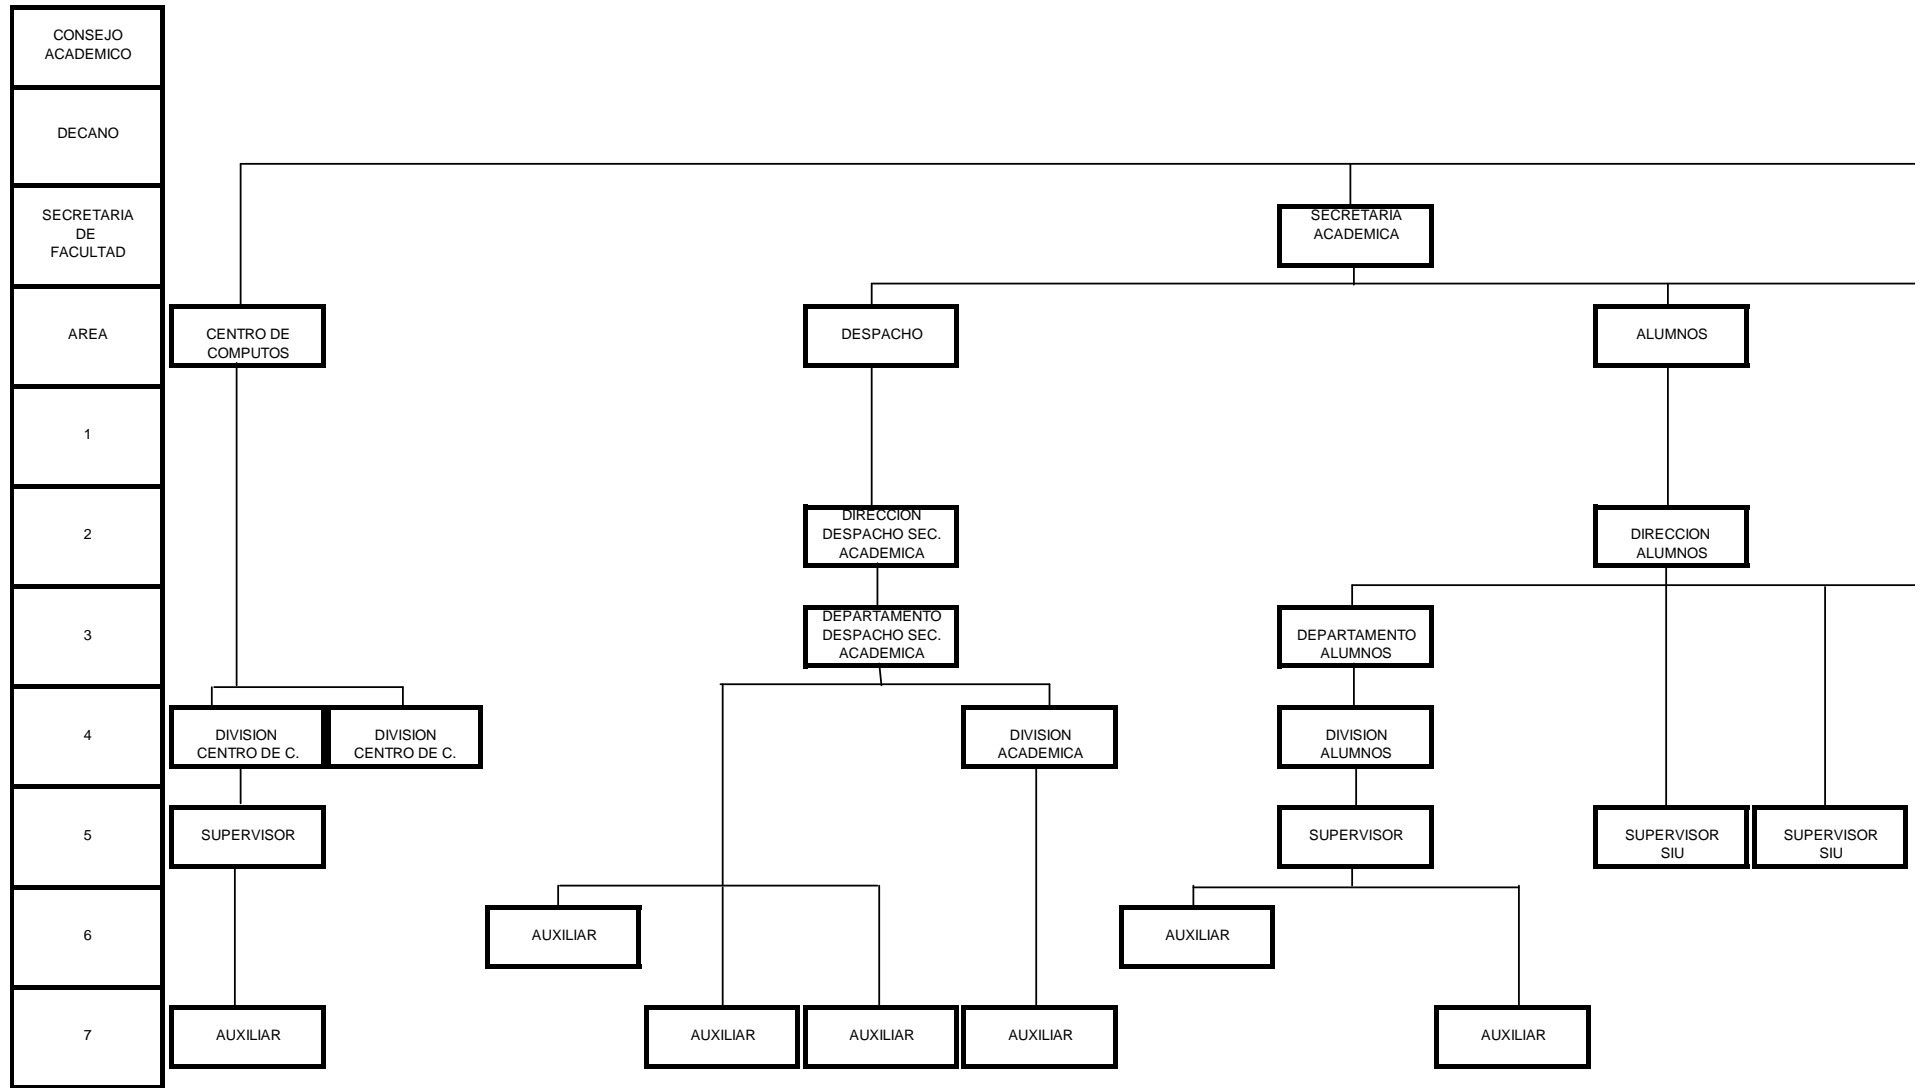 CONSEJO
ACADEMICO
DECANO
SECRETARIA
DE
FACULTAD
SECRETARIA
ACADEMICA
AREA
CENTRO DE
COMPUTOS
DESPACHO
ALUMNOS
1
2
DIRECCION
DESPACHO SEC.
ACADEMICA
DIRECCION
ALUMNOS
3
DEPARTAMENTO
DESPACHO SEC.
ACADEMICA
DEPARTAMENTO
ALUMNOS
4
DIVISION
CENTRO DE C.
DIVISION
CENTRO DE C.
DIVISION
ACADEMICA
DIVISION
ALUMNOS
5
SUPERVISOR
SUPERVISOR
SUPERVISOR
SIU
SUPERVISOR
SIU
6
AUXILIAR
AUXILIAR
7
AUXILIAR
AUXILIAR
AUXILIAR
AUXILIAR
AUXILIAR